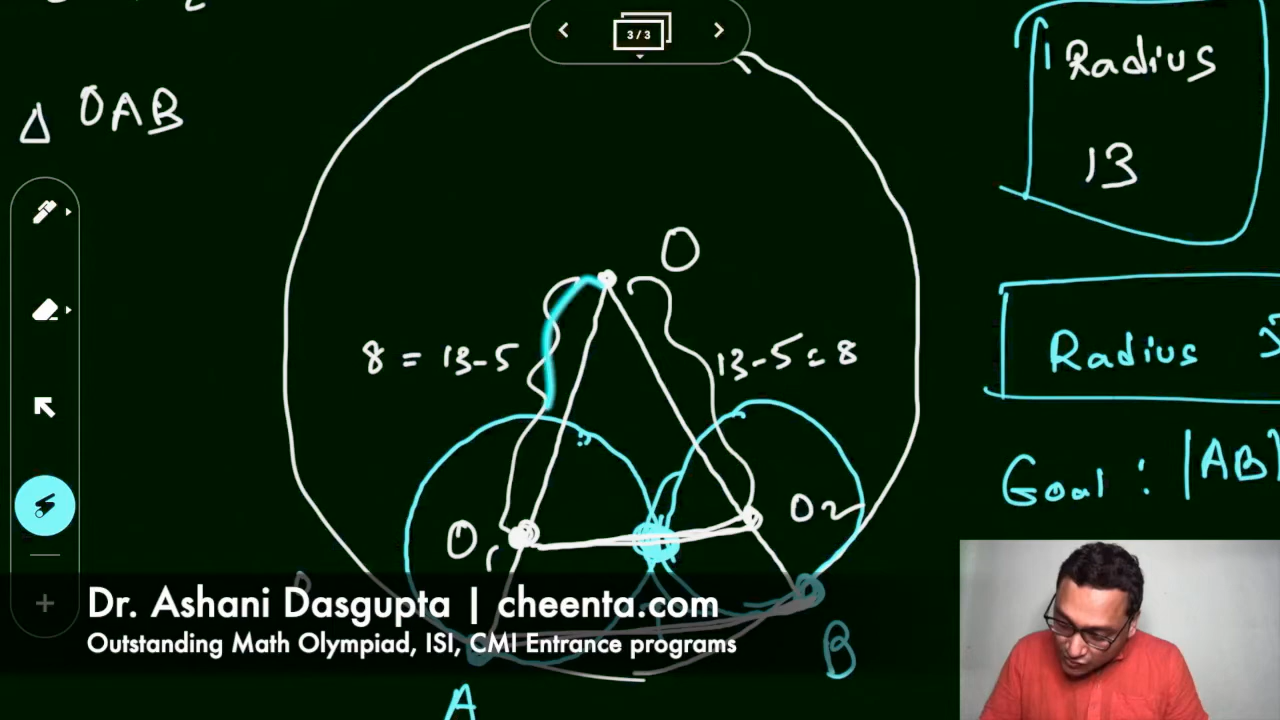 3 / 3
Radius
13
Δ OAB
O
8 = 13-5
13-5=8
Radius
Goal : |AB|
O₁
O₂
Dr. Ashani Dasgupta | cheenta.com
Outstanding Math Olympiad, ISI, CMI Entrance programs
B
A